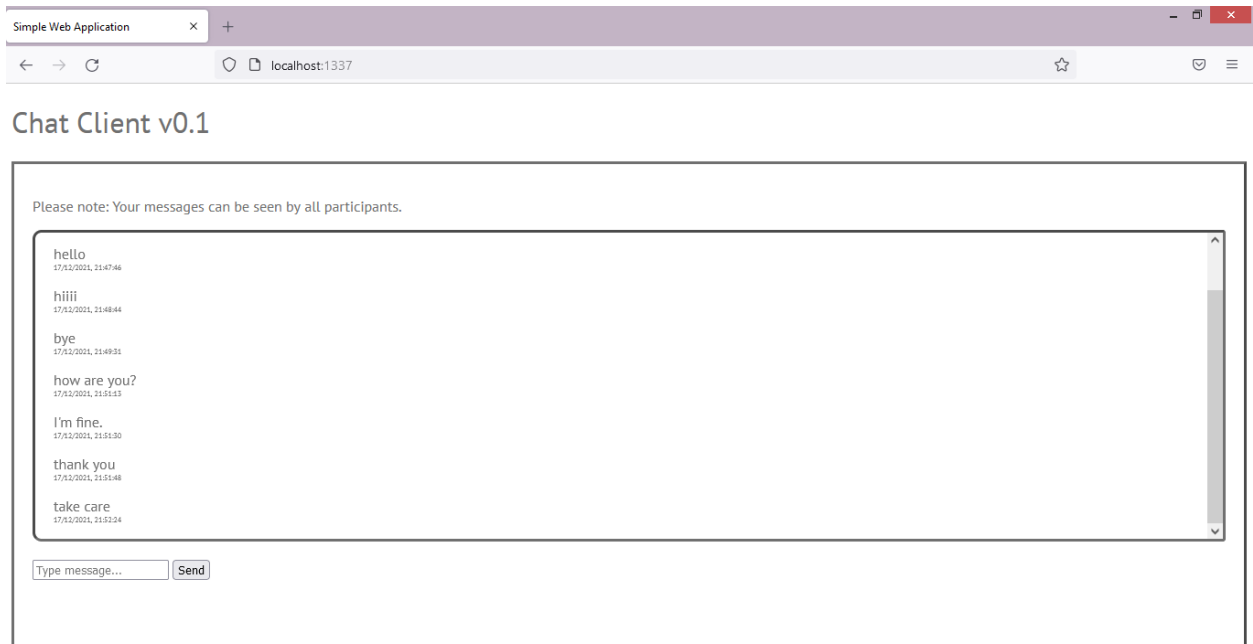 Simple Web Application
localhost:1337
Chat Client v0.1
Please note: Your messages can be seen by all participants.
hello
17/12/2021, 21:47:46
hiiii
17/12/2021, 21:48:44
bye
17/12/2021, 21:49:31
how are you?
17/12/2021, 21:51:13
I'm fine.
17/12/2021, 21:51:30
thank you
17/12/2021, 21:51:48
take care
17/12/2021, 21:52:24
Type message... Send